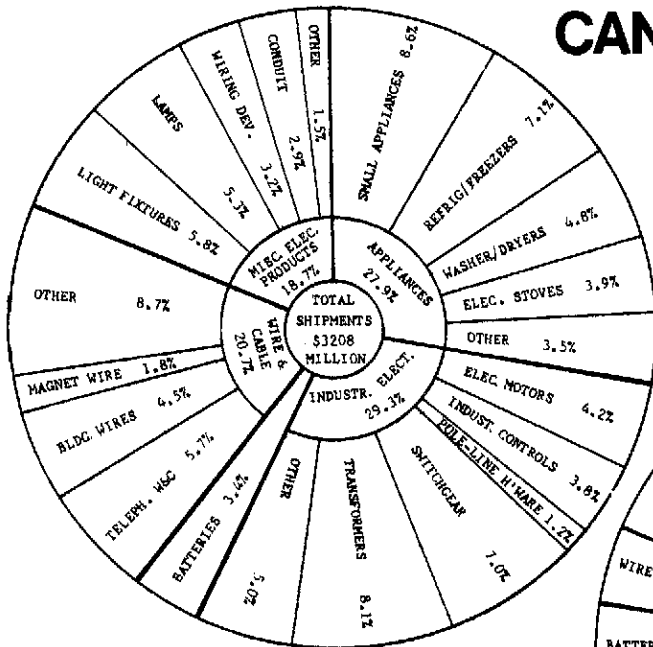 CAN
SMALL APPLIANCES 8.6%
REFRIG/FREEZERS 7.1%
WASHER/DRYERS 4.8%
ELEC. STOVES 3.9%
OTHER 3.5%
APPLIANCES
27.9%
ELEC. MOTORS 4.2%
INDUST. CONTROLS 3.8%
POLE-LINE H'WARE 1.2%
SWITCHGEAR 7.0%
TRANSFORMERS 8.1%
OTHER 5.0%
INDUSTR. ELECT.
29.3%
BATTERIES 3.4%
TELEPH. W&C 5.7%
BLDG. WIRES 4.5%
MAGNET WIRE 1.8%
OTHER 8.7%
WIRE &
CABLE
20.7%
LIGHT FIXTURES 5.8%
LAMPS 5.3%
WIRING DEV. 3.2%
CONDUIT 2.9%
OTHER 1.5%
MISC. ELEC.
PRODUCTS
18.7%
TOTAL
SHIPMENTS
$3208
MILLION
WIRE
BATTER